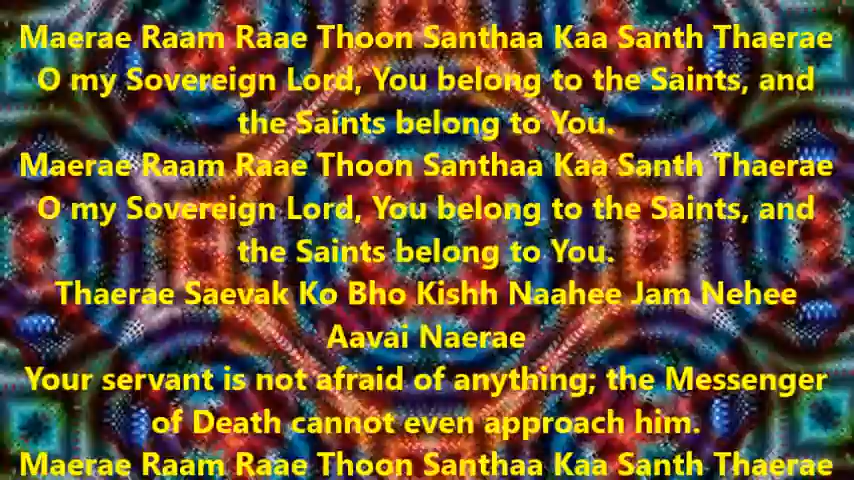 Maerae Raam Raae Thoon Santhaa Kaa Santh Thaerae
O my Sovereign Lord, You belong to the Saints, and
the Saints belong to You.
Maerae Raam Raae Thoon Santhaa Kaa Santh Thaerae
O my Sovereign Lord, You belong to the Saints, and
the Saints belong to You.
Thaerae Saevak Ko Bho Kishh Naahee Jam Nehee
Aavai Naerae
Your servant is not afraid of anything; the Messenger
of Death cannot even approach him.
Maerae Raam Raae Thoon Santhaa Kaa Santh Thaerae